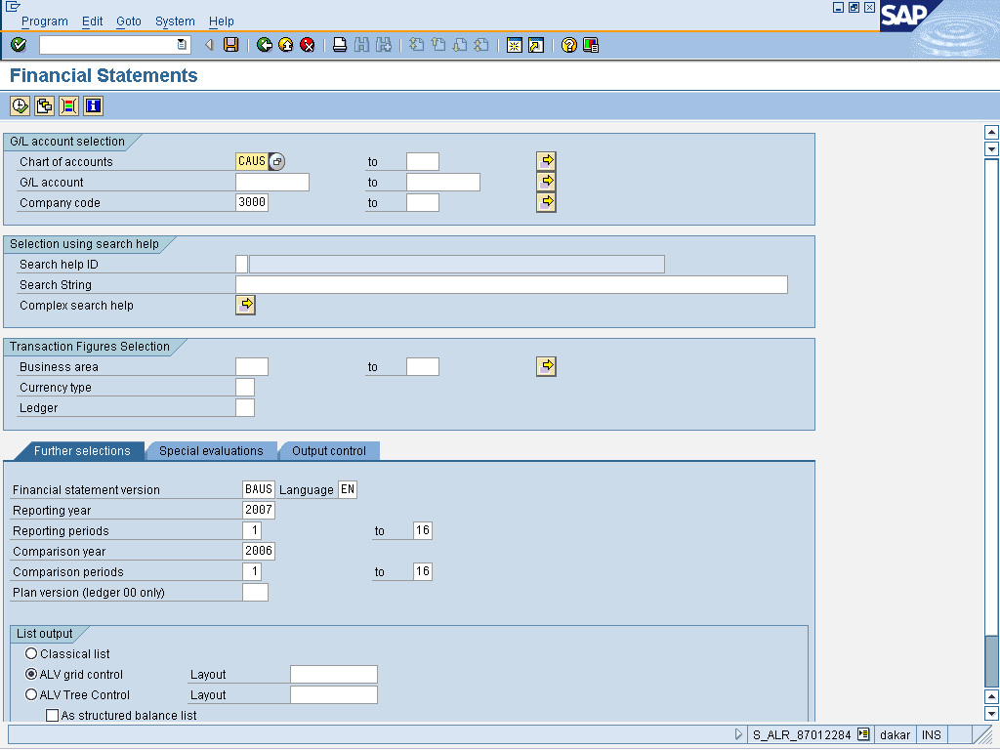 Program Edit Goto System Help
SAP
Financial Statements
G/L account selection
Chart of accounts CAUS to
G/L account to
Company code 3000 to
Selection using search help
Search help ID
Search String
Complex search help
Transaction Figures Selection
Business area to
Currency type
Ledger
Further selections Special evaluations Output control
Financial statement version BAUS Language EN
Reporting year 2007
Reporting periods 1 to 16
Comparison year 2006
Comparison periods 1 to 16
Plan version (ledger 00 only)
List output
Classical list
ALV grid control Layout
ALV Tree Control Layout
As structured balance list
S_ALR_87012284 dakar INS